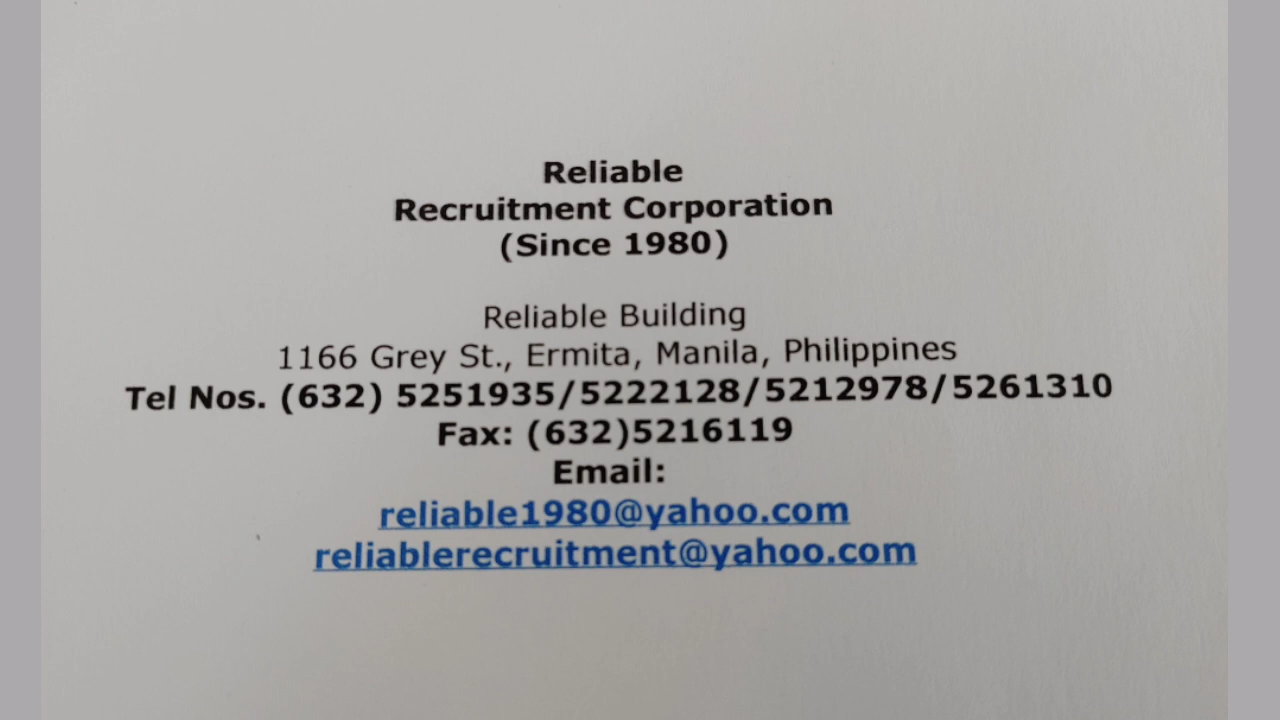 Reliable
Recruitment Corporation
(Since 1980)
Reliable Building
1166 Grey St., Ermita, Manila, Philippines
Tel Nos. (632) 5251935/5222128/5212978/5261310
Fax: (632)5216119
Email:
reliable1980@yahoo.com
reliablerecruitment@yahoo.com